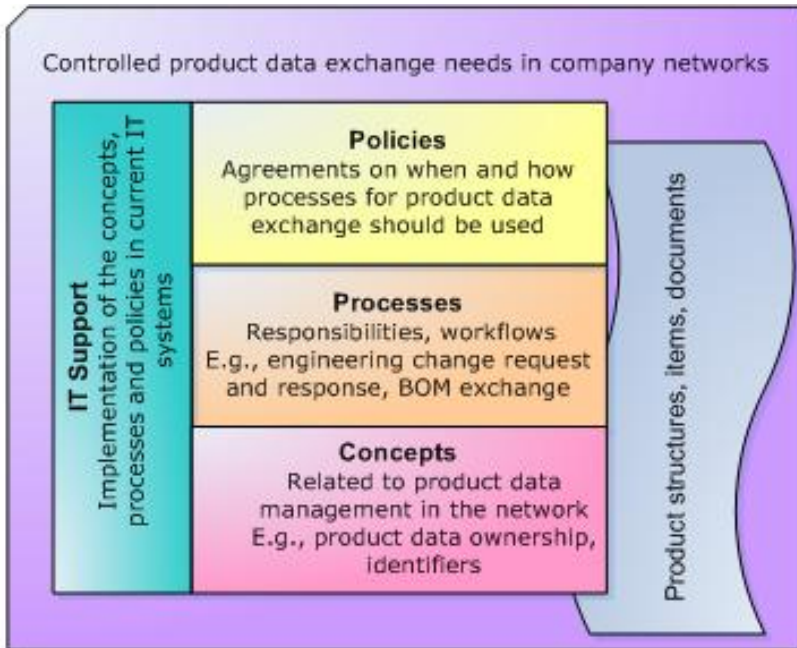 Controlled product data exchange needs in company networks
IT Support
Implementation of the concepts,
processes and policies in current IT
systems
Policies
Agreements on when and how
processes for product data
exchange should be used
Processes
Responsibilities, workflows
E.g., engineering change request
and response, BOM exchange
Concepts
Related to product data
management in the network
E.g., product data ownership,
identifiers
Product structures, items, documents